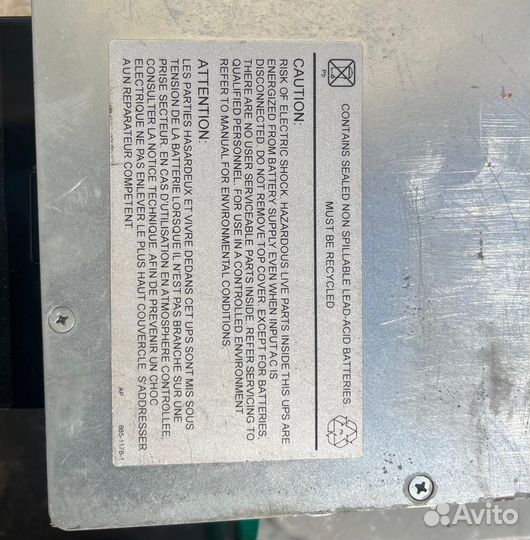 CAUTION:
RISK OF ELECTRIC SHOCK. HAZARDOUS LIVE PARTS INSIDE THIS UPS ARE
ENERGIZED FROM BATTERY SUPPLY EVEN WHEN INPUT AC IS
DISCONNECTED. DO NOT REMOVE TOP COVER. EXCEPT FOR BATTERIES,
THERE ARE NO USER SERVICEABLE PARTS INSIDE. REFER SERVICING TO
QUALIFIED PERSONNEL. FOR USE IN A CONTROLLED ENVIRONMENT
REFER TO MANUAL FOR ENVIRONMENTAL CONDITIONS.
ATTENTION:
LES PARTIES HASARDEUX ET VIVRE DEDANS CET UPS SONT MIS SOUS
TENSION DE LA BATTERIE LORSQUE IL N'EST PAS BRANCHE SUR UNE
PRISE SECTEUR. EN CAS D'UTILISATION EN ATMOSPHERE CONTROLLEE,
CONSULTER LA NOTICE TECHNIQUE. AFIN DE PREVENIR UN CHOC
ELECTRIQUE NE PAS ENLEVER LE PLUS HAUT COUVERCLE. S'ADDRESSER
A UN REPARATEUR COMPETENT
AP 885-1178-1
Pb
CONTAINS SEALED NON SPILLABLE LEAD-ACID BATTERIES
MUST BE RECYCLED
Pb
Avito